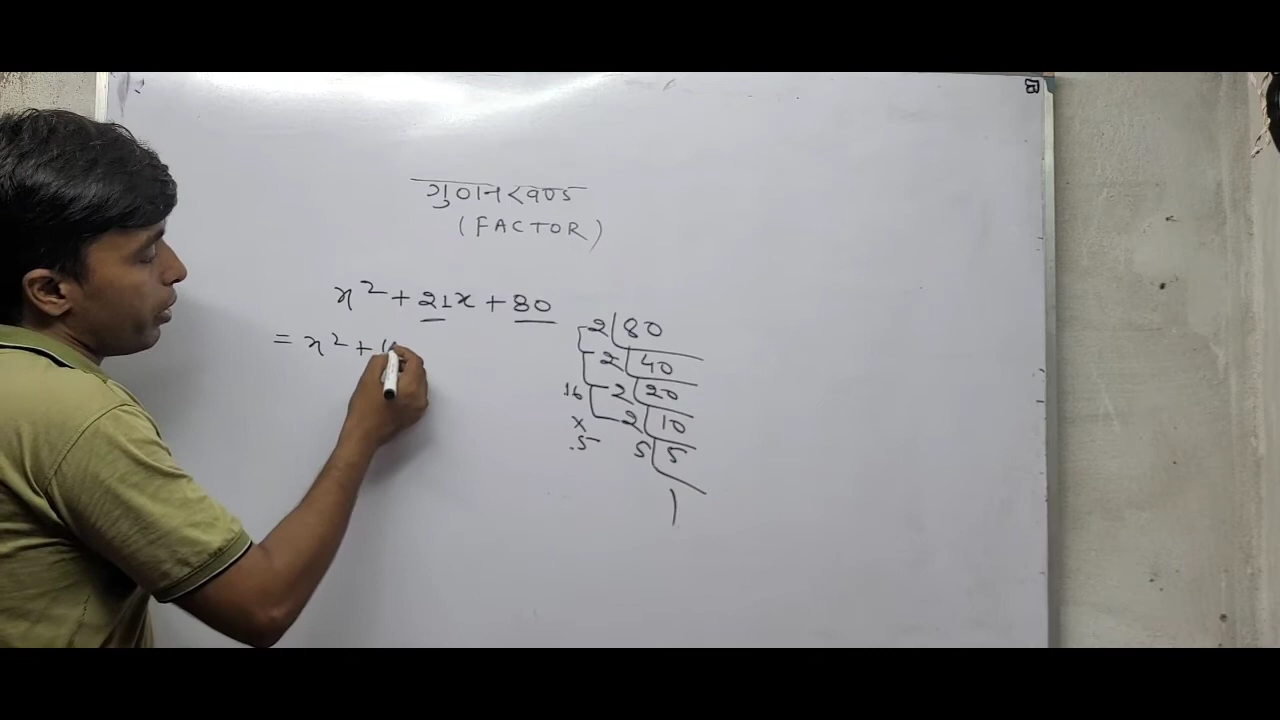 गुणनखण्ड
(FACTOR)
x² + 21x + 80
= x² + 1
2 80
2 40
16 2 20
x 2 10
5 5 5
1